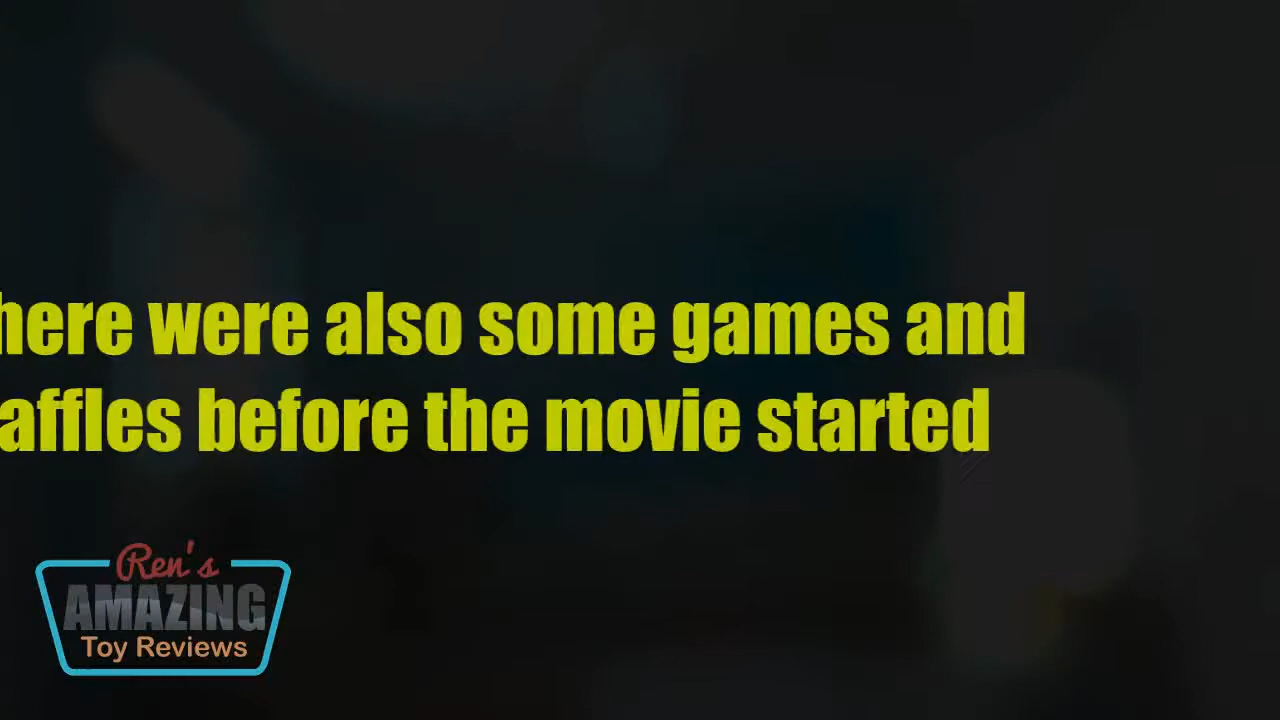 here were also some games and
affles before the movie started
Ren's
AMAZING
Toy Reviews